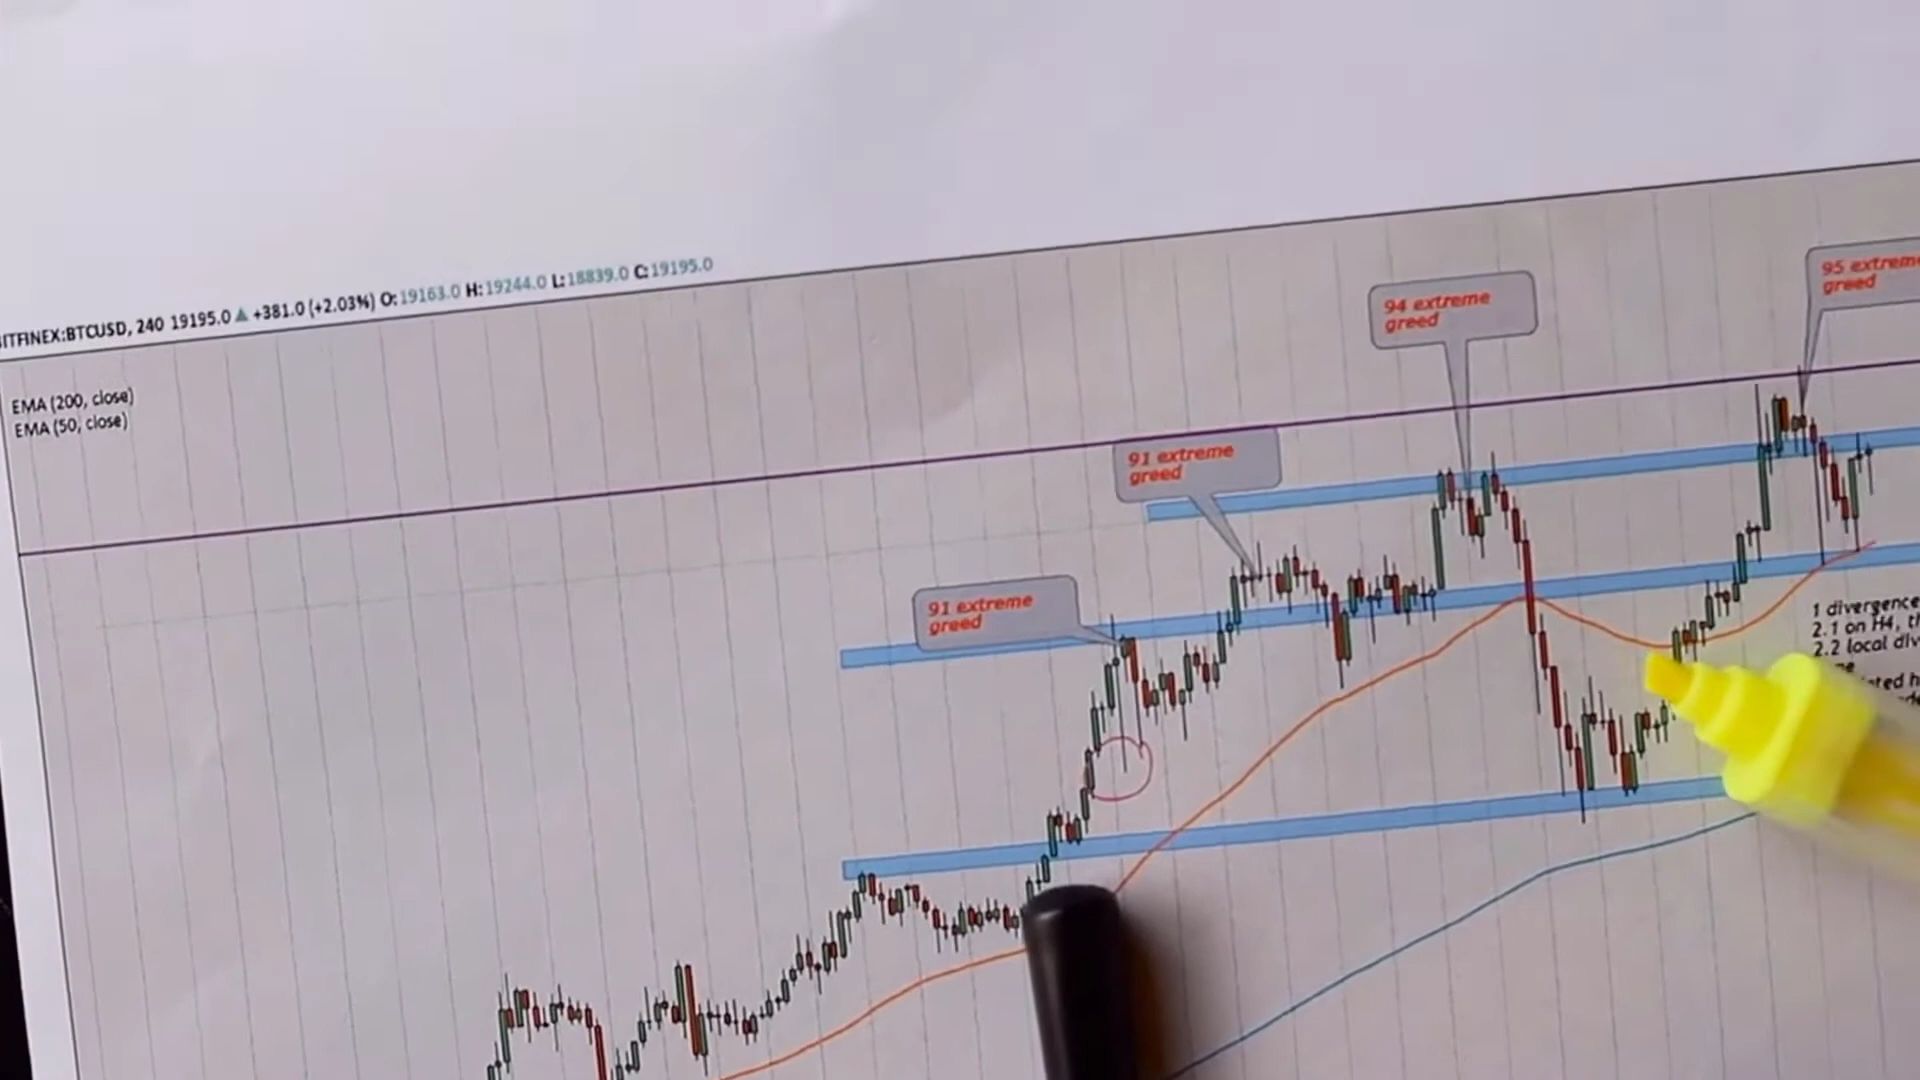 BITFINEX:BTCUSD, 240 19195.0 ▲ +381.0 (+2.03%) O:19163.0 H:19244.0 L:18839.0 C:19195.0
EMA (200, close)
EMA (50, close)
95 extreme
greed
94 extreme
greed
91 extreme
greed
91 extreme
greed
1 divergence
2.1 on H4,
2.2 local